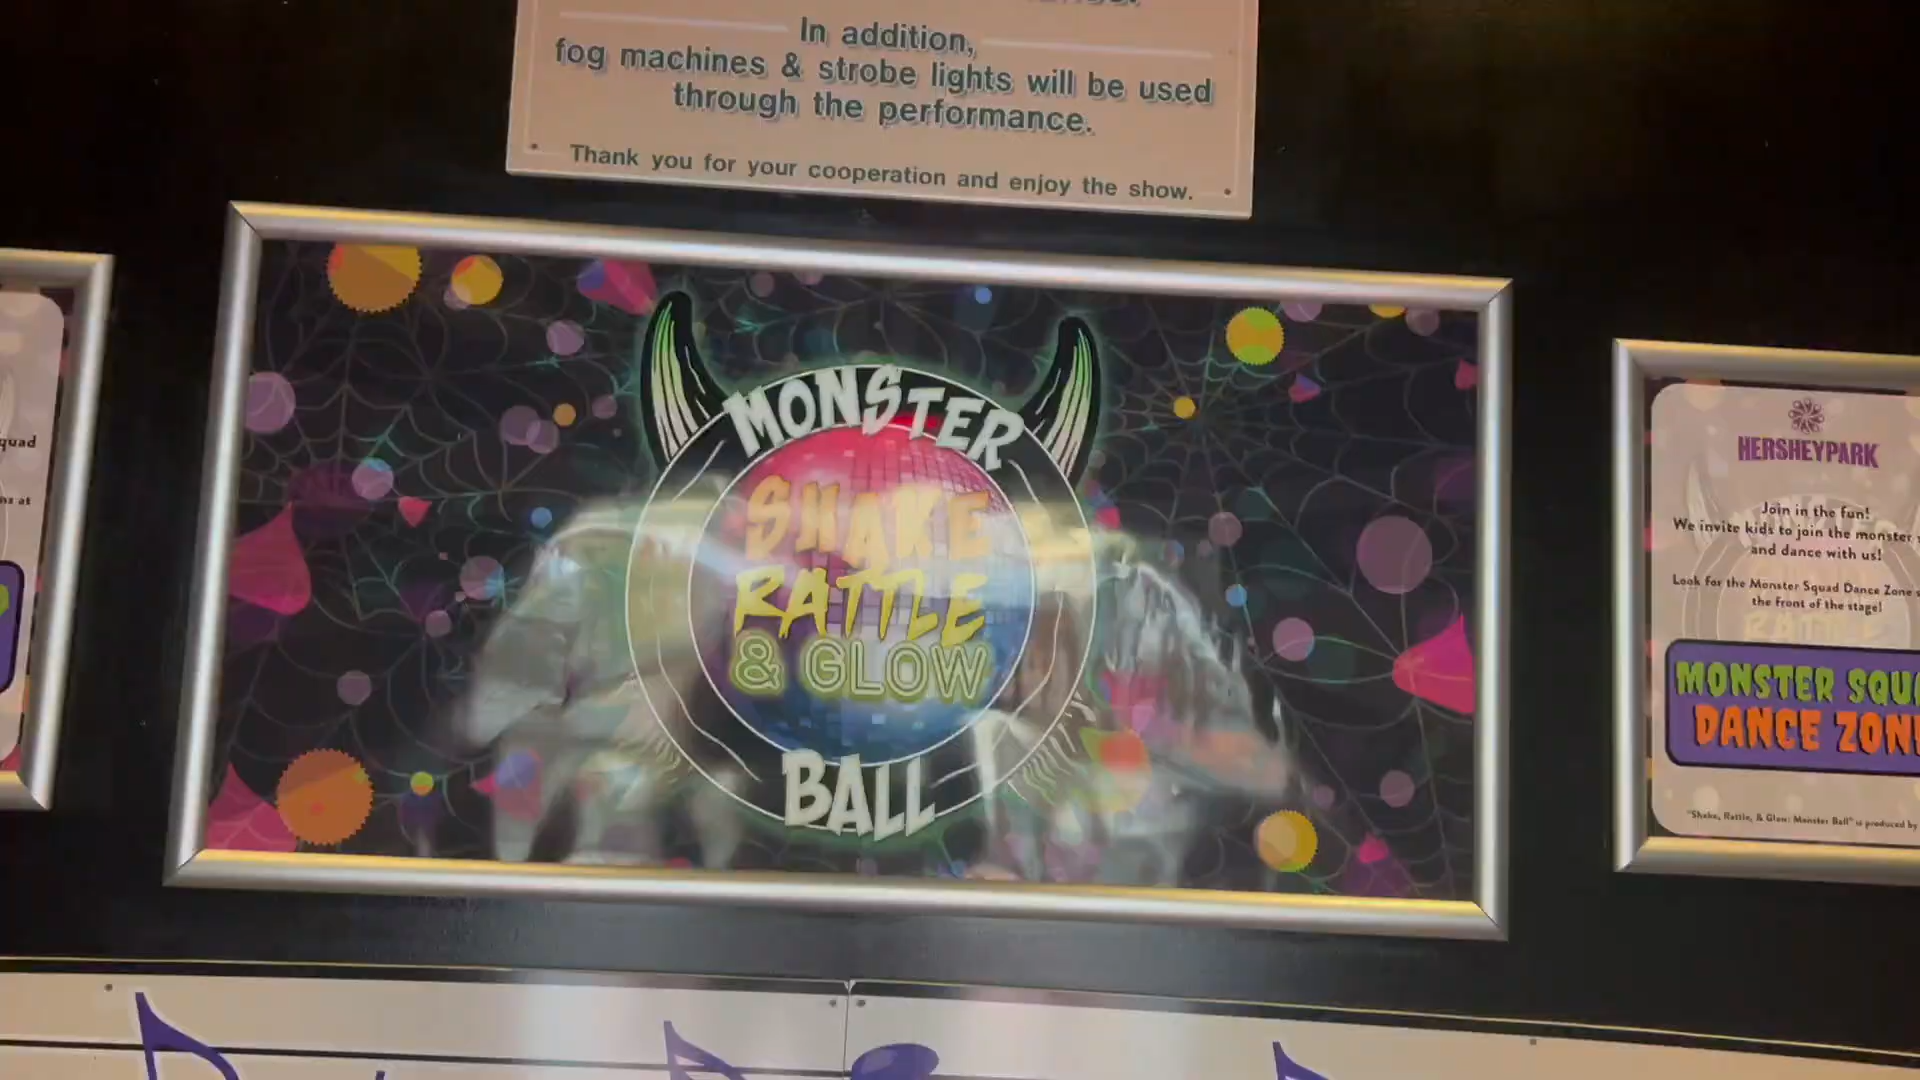 In addition,
fog machines & strobe lights will be used
through the performance.
Thank you for your cooperation and enjoy the show.
MONSTER
SHAKE
RATTLE
& GLOW
BALL
HERSHEYPARK
Join in the fun!
We invite kids to join the monster
and dance with us!
Look for the Monster Squad Dance Zone
the front of the stage!
MONSTER SQU
DANCE ZON
"Shake, Rattle, & Glow: Monster Ball" is produced by
quad